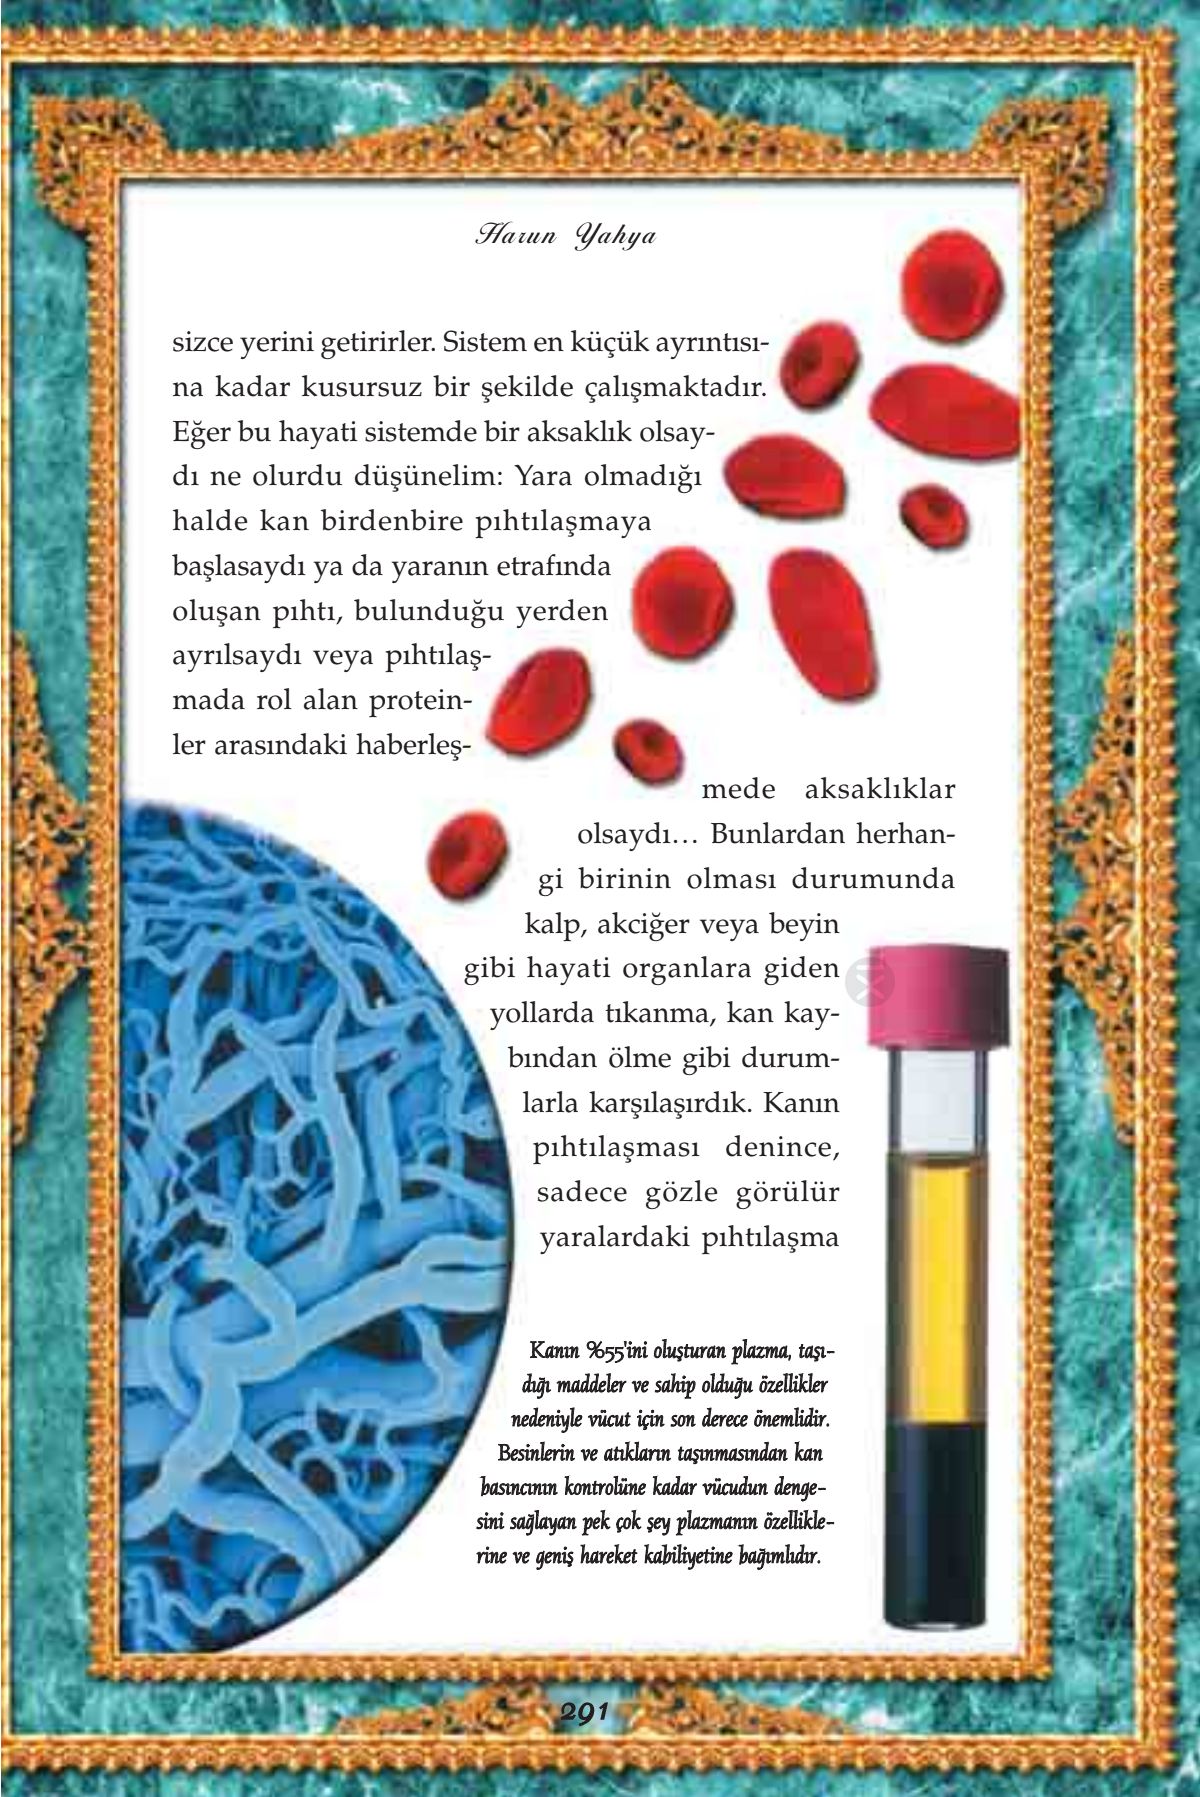 Harun Yahya
sizce yerini getirirler. Sistem en küçük ayrıntısı-
na kadar kusursuz bir şekilde çalışmaktadır.
Eğer bu hayati sistemde bir aksaklık olsay-
dı ne olurdu düşünelim: Yara olmadığı
halde kan birdenbire pıhtılaşmaya
başlasaydı ya da yaranın etrafında
oluşan pıhtı, bulunduğu yerden
ayrılsaydı veya pıhtılaş-
mada rol alan protein-
ler arasındaki haberleş-
mede aksaklıklar
olsaydı… Bunlardan herhan-
gi birinin olması durumunda
kalp, akciğer veya beyin
gibi hayati organlara giden
yollarda tıkanma, kan kay-
bından ölme gibi durum-
larla karşılaşırdık. Kanın
pıhtılaşması denince,
sadece gözle görülür
yaralardaki pıhtılaşma
Kanın %55'ini oluşturan plazma, taşı-
dığı maddeler ve sahip olduğu özellikler
nedeniyle vücut için son derece önemlidir.
Besinlerin ve atıkların taşınmasından kan
basıncının kontrolüne kadar vücudun denge-
sini sağlayan pek çok şey plazmanın özellikle-
rine ve geniş hareket kabiliyetine bağımlıdır.
291